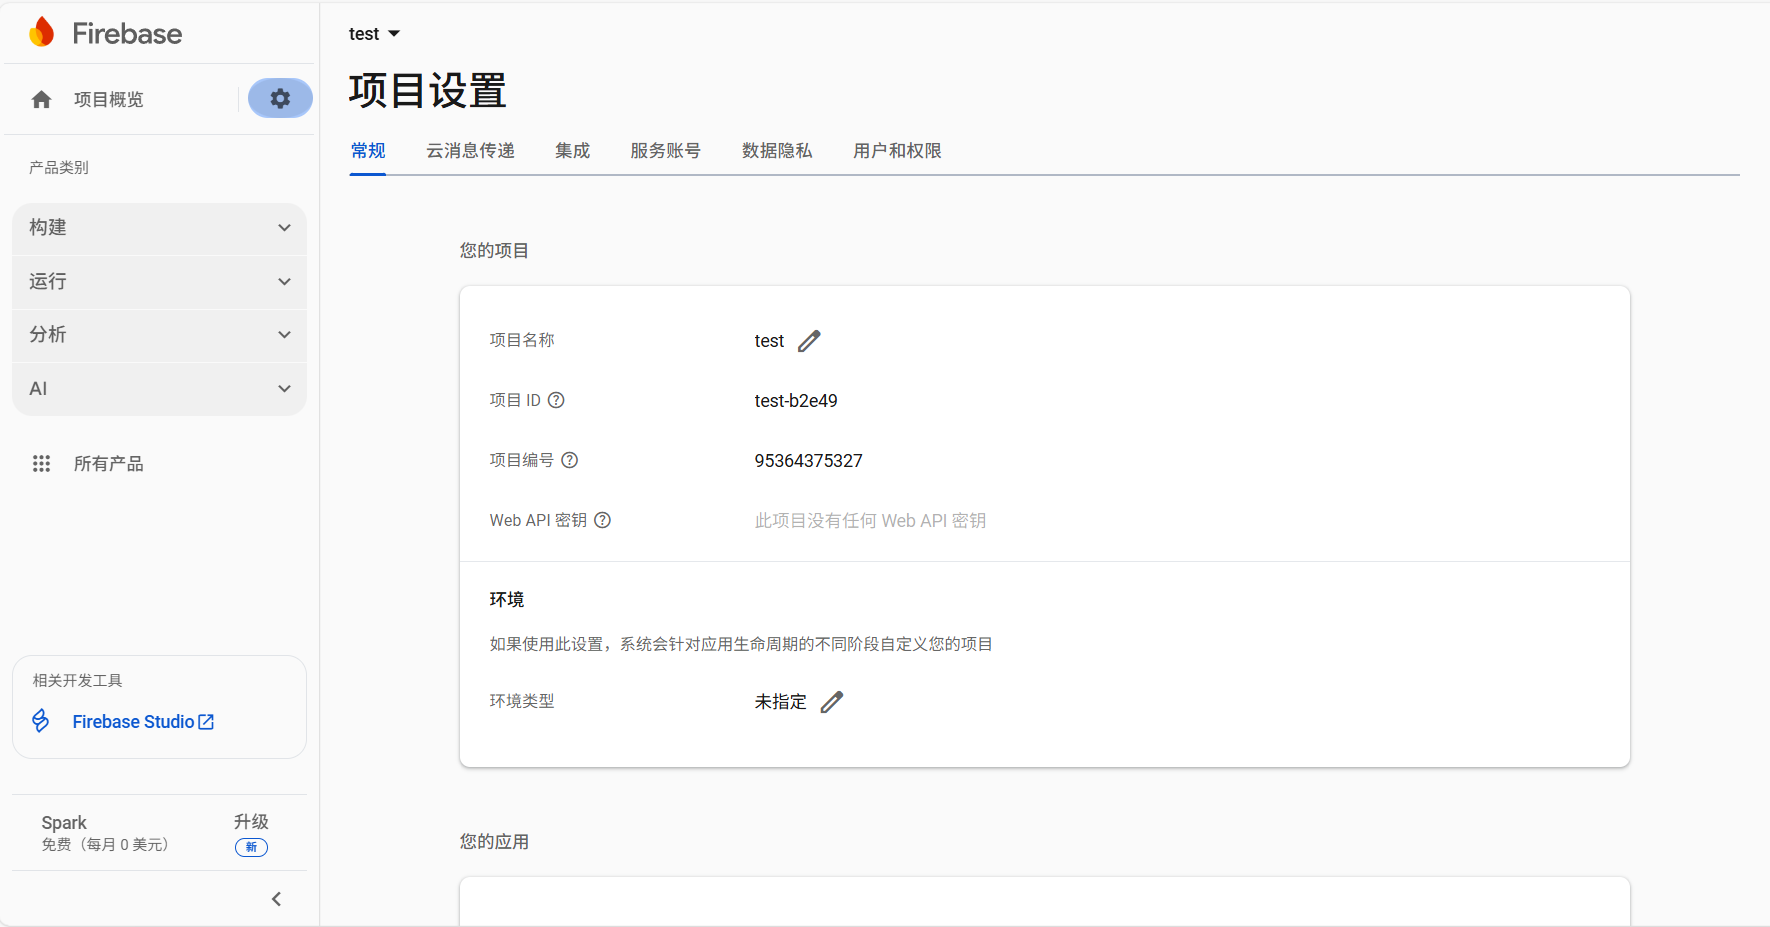 Firebase
项目概览
产品类别
构建
运行
分析
AI
所有产品
相关开发工具
Firebase Studio
Spark
免费（每月 0 美元）
升级
新
test
项目设置
常规 云消息传递 集成 服务账号 数据隐私 用户和权限
您的项目
项目名称 test
项目 ID test-b2e49
项目编号 95364375327
Web API 密钥 此项目没有任何 Web API 密钥
环境
如果使用此设置，系统会针对应用生命周期的不同阶段自定义您的项目
环境类型 未指定
您的应用